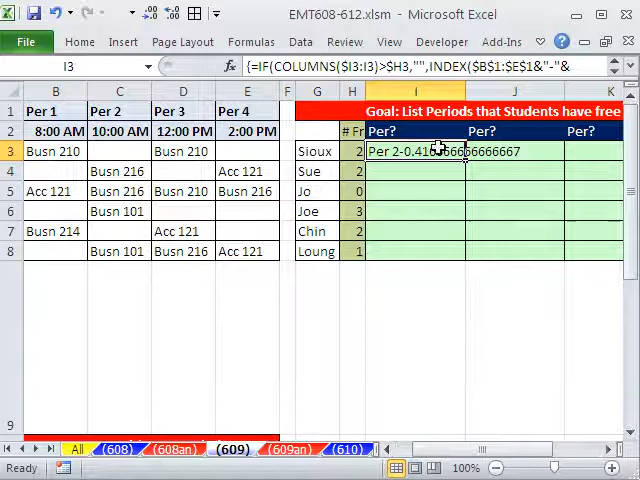 EMT608-612.xlsm - Microsoft Excel
File Home Insert Page Layout Formulas Data Review View Developer Add-Ins
I3 fx {=IF(COLUMNS($I3:I3)>$H3,"",INDEX($B$1:$E$1&"-"&
B C D E F G H I J K
1 Per 1 Per 2 Per 3 Per 4 Goal: List Periods that Students have free
2 8:00 AM 10:00 AM 12:00 PM 2:00 PM # Fr Per? Per? Per?
3 Busn 210 Busn 210 Sioux 2 Per 2-0.416666666666667
4 Busn 216 Acc 121 Sue 2
5 Acc 121 Busn 216 Busn 210 Busn 216 Jo 0
6 Busn 101 Joe 3
7 Busn 214 Acc 121 Chin 2
8 Busn 101 Busn 216 Acc 121 Loung 1
9
All (608) (608an) (609) (609an) (610)
Ready 100%